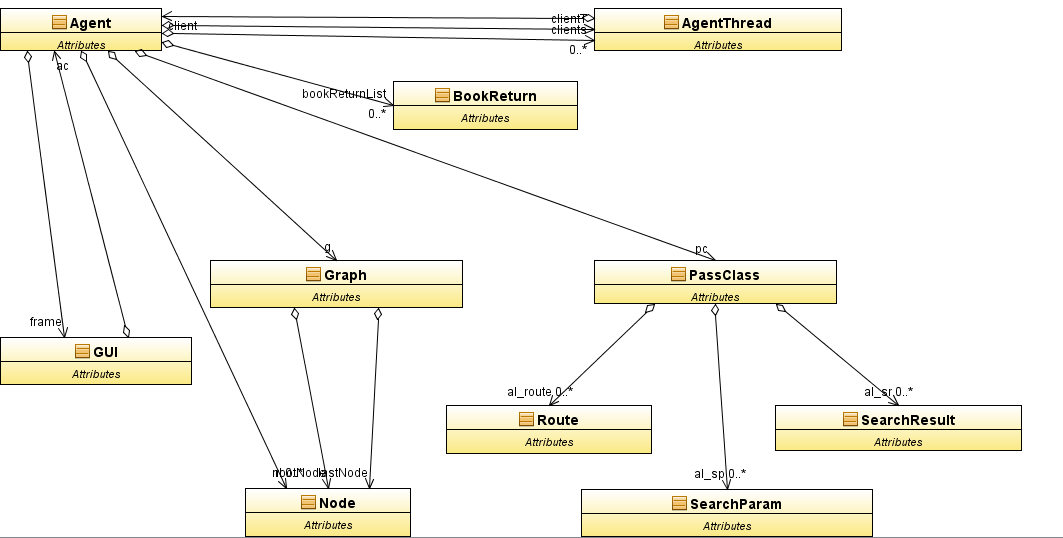 Agent
Attributes
client
clientT
clients
0..*
AgentThread
Attributes
ac
bookReturnList
0..*
BookReturn
Attributes
g
pc
Graph
Attributes
PassClass
Attributes
frame
GUI
Attributes
al_route 0..*
al_sr 0..*
Route
Attributes
SearchResult
Attributes
0..*
lastNode
al_sp 0..*
Node
Attributes
SearchParam
Attributes